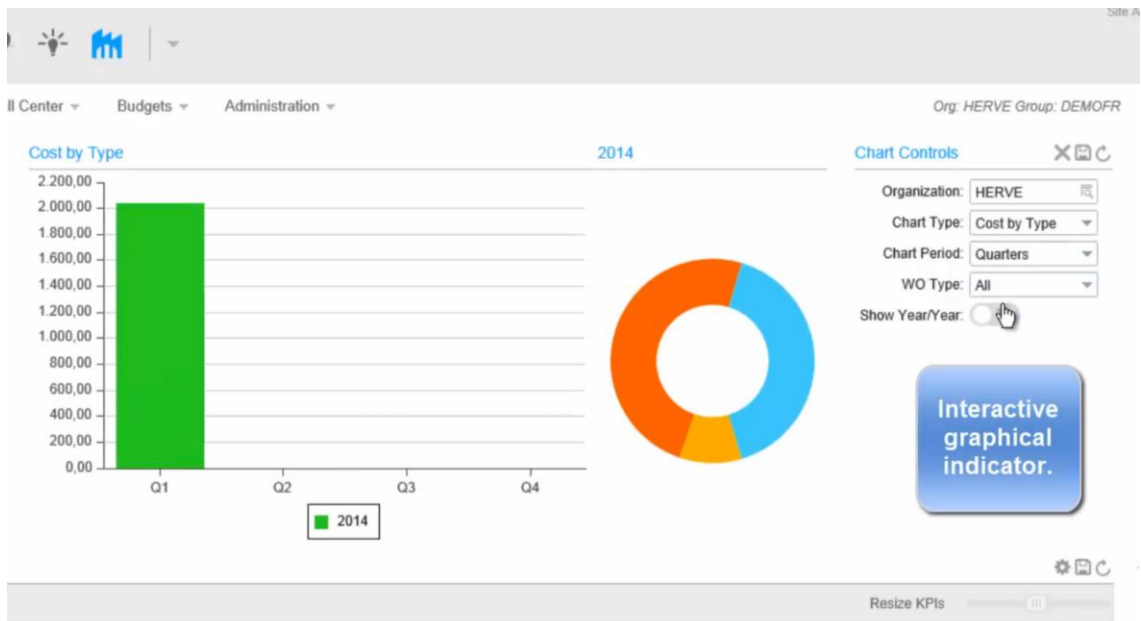 Site A
ll Center
Budgets
Administration
Org: HERVE Group: DEMOFR
Cost by Type
2.200,00
2.000,00
1.800,00
1.600,00
1.400,00
1.200,00
1.000,00
800,00
600,00
400,00
200,00
0,00
Q1 Q2 Q3 Q4
2014
2014
Chart Controls
Organization: HERVE
Chart Type: Cost by Type
Chart Period: Quarters
WO Type: All
Show Year/Year:
Interactive
graphical
indicator.
Resize KPIs